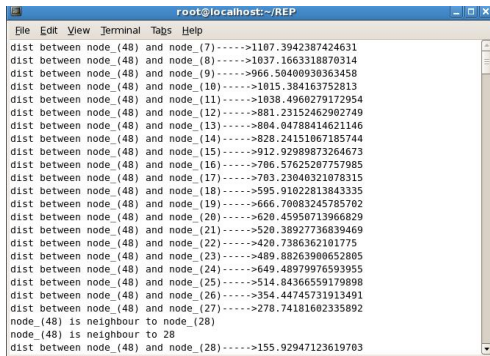 root@localhost:~/REP
File Edit View Terminal Tabs Help
dist between node_(48) and node_(7)----->1107.3942387424631
dist between node_(48) and node_(8)----->1037.1663318870314
dist between node_(48) and node_(9)----->966.50400930363458
dist between node_(48) and node_(10)----->1015.384163752813
dist between node_(48) and node_(11)----->1038.4960279172954
dist between node_(48) and node_(12)----->881.23152462902749
dist between node_(48) and node_(13)----->804.04788414621146
dist between node_(48) and node_(14)----->828.24151067185744
dist between node_(48) and node_(15)----->912.92989873264673
dist between node_(48) and node_(16)----->706.57625207757985
dist between node_(48) and node_(17)----->703.23040321078315
dist between node_(48) and node_(18)----->595.91022813843335
dist between node_(48) and node_(19)----->666.70083245785702
dist between node_(48) and node_(20)----->620.45950713966829
dist between node_(48) and node_(21)----->520.38927736839469
dist between node_(48) and node_(22)----->420.7386362101775
dist between node_(48) and node_(23)----->489.88263900652805
dist between node_(48) and node_(24)----->649.48979976593955
dist between node_(48) and node_(25)----->514.84366559179898
dist between node_(48) and node_(26)----->354.44745731913491
dist between node_(48) and node_(27)----->278.74181602335892
node_(48) is neighbour to node_(28)
node_(48) is neighbour to 28
dist between node_(48) and node_(28)----->155.92947123619703